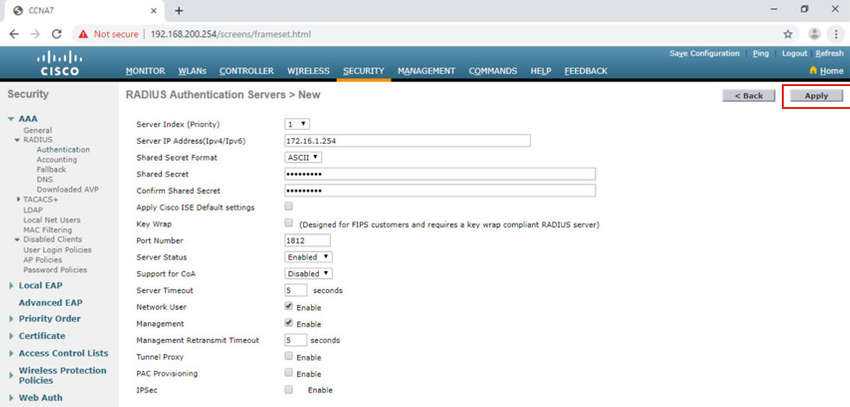 CCNA7
Not secure | 192.168.200.254/screens/frameset.html
Save Configuration | Ping | Logout | Refresh
CISCO
MONITOR WLANs CONTROLLER WIRELESS SECURITY MANAGEMENT COMMANDS HELP FEEDBACK
Home
Security
AAA
General
RADIUS
Authentication
Accounting
Fallback
DNS
Downloaded AVP
TACACS+
LDAP
Local Net Users
MAC Filtering
Disabled Clients
User Login Policies
AP Policies
Password Policies
Local EAP
Advanced EAP
Priority Order
Certificate
Access Control Lists
Wireless Protection
Policies
Web Auth
RADIUS Authentication Servers > New
< Back
Apply
Server Index (Priority) 1
Server IP Address(Ipv4/Ipv6) 172.16.1.254
Shared Secret Format ASCII
Shared Secret •••••••••
Confirm Shared Secret •••••••••
Apply Cisco ISE Default settings
Key Wrap (Designed for FIPS customers and requires a key wrap compliant RADIUS server)
Port Number 1812
Server Status Enabled
Support for CoA Disabled
Server Timeout 5 seconds
Network User Enable
Management Enable
Management Retransmit Timeout 5 seconds
Tunnel Proxy Enable
PAC Provisioning Enable
IPSec Enable